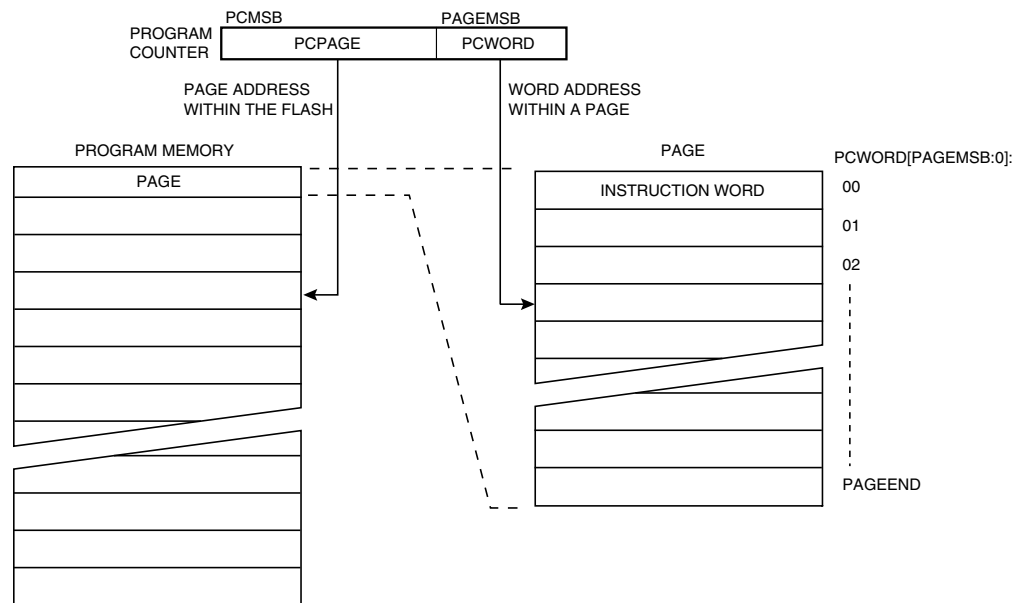 PCMSB
PAGEMSB
PROGRAM
COUNTER
PCPAGE
PCWORD
PAGE ADDRESS
WITHIN THE FLASH
WORD ADDRESS
WITHIN A PAGE
PROGRAM MEMORY
PAGE
PAGE
PCWORD[PAGEMSB:0]:
INSTRUCTION WORD
00
01
02
PAGEEND